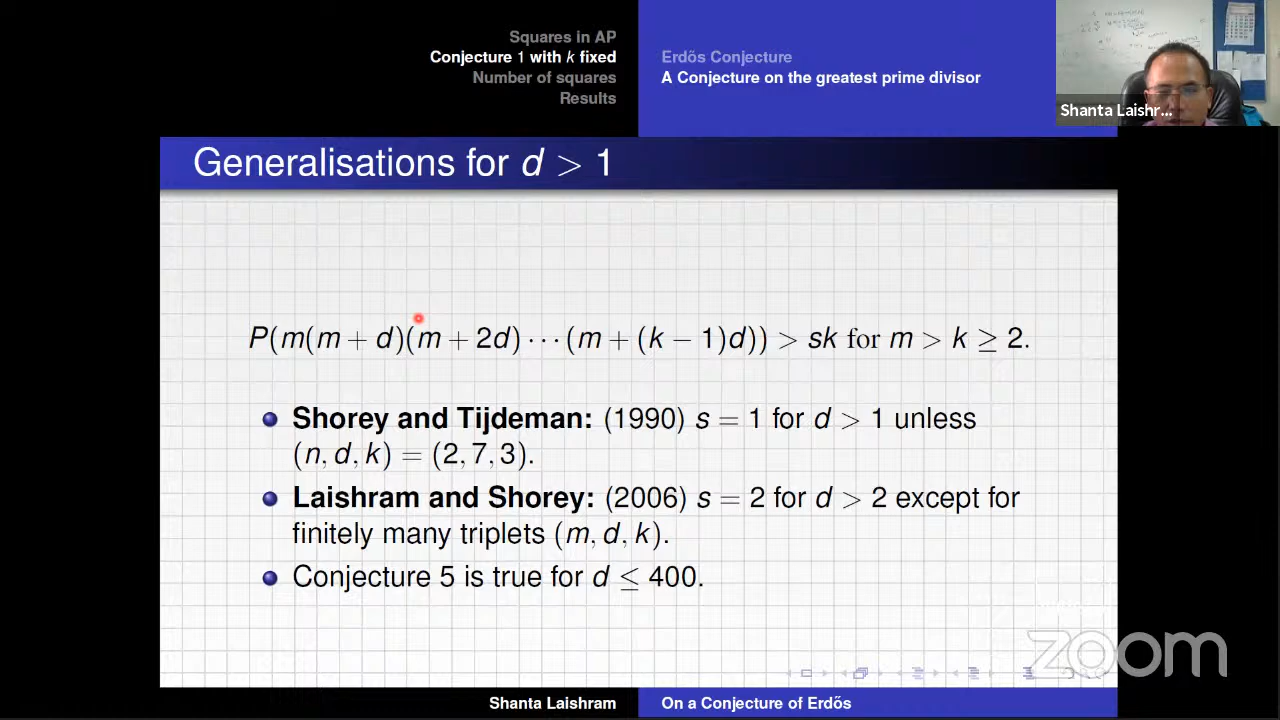 Squares in AP
Conjecture 1 with k fixed
Number of squares
Results
Erdős Conjecture
A Conjecture on the greatest prime divisor
Shanta Laishr...
Generalisations for d > 1
P(m(m + d)(m + 2d) · · · (m + (k − 1)d)) > sk for m > k ≥ 2.
Shorey and Tijdeman: (1990) s = 1 for d > 1 unless
(n, d, k) = (2, 7, 3).
Laishram and Shorey: (2006) s = 2 for d > 2 except for
finitely many triplets (m, d, k).
Conjecture 5 is true for d ≤ 400.
zoom
Shanta Laishram
On a Conjecture of Erdős